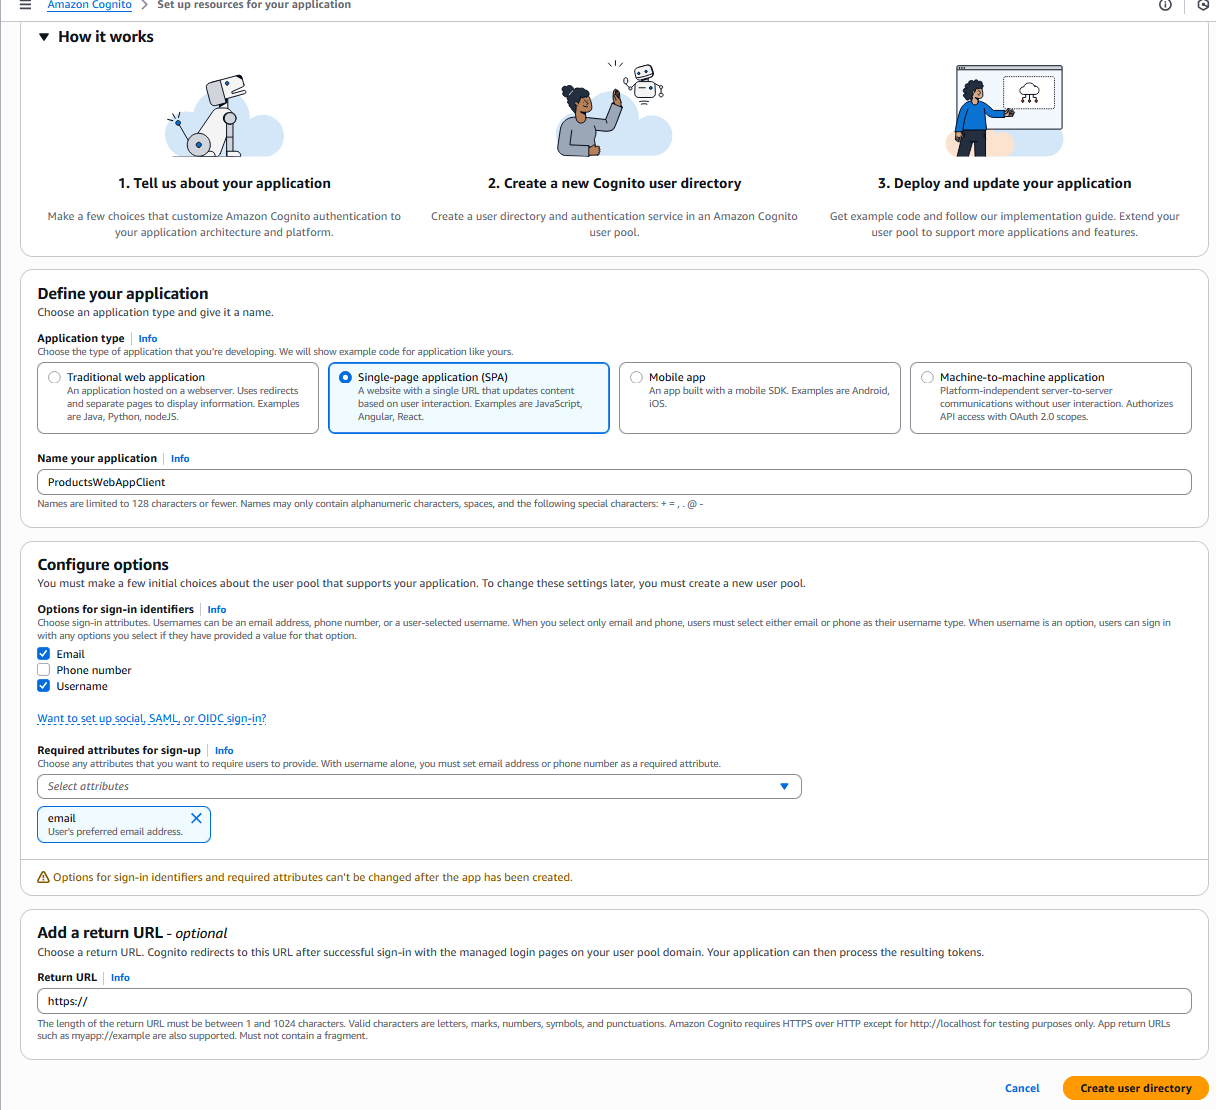 Amazon Cognito > Set up resources for your application
How it works
1. Tell us about your application
Make a few choices that customize Amazon Cognito authentication to
your application architecture and platform.
2. Create a new Cognito user directory
Create a user directory and authentication service in an Amazon Cognito
user pool.
3. Deploy and update your application
Get example code and follow our implementation guide. Extend your
user pool to support more applications and features.
Define your application
Choose an application type and give it a name.
Application type | Info
Choose the type of application that you're developing. We will show example code for application like yours.
Traditional web application
An application hosted on a webserver. Uses redirects
and separate pages to display information. Examples
are Java, Python, nodeJS.
Single-page application (SPA)
A website with a single URL that updates content
based on user interaction. Examples are JavaScript,
Angular, React.
Mobile app
An app built with a mobile SDK. Examples are Android,
iOS.
Machine-to-machine application
Platform-independent server-to-server
communications without user interaction. Authorizes
API access with OAuth 2.0 scopes.
Name your application | Info
ProductsWebAppClient
Names are limited to 128 characters or fewer. Names may only contain alphanumeric characters, spaces, and the following special characters: + = , . @ -
Configure options
You must make a few initial choices about the user pool that supports your application. To change these settings later, you must create a new user pool.
Options for sign-in identifiers | Info
Choose sign-in attributes. Usernames can be an email address, phone number, or a user-selected username. When you select only email and phone, users must select either email or phone as their username type. When username is an option, users can sign in
with any options you select if they have provided a value for that option.
Email
Phone number
Username
Want to set up social, SAML, or OIDC sign-in?
Required attributes for sign-up | Info
Choose any attributes that you want to require users to provide. With username alone, you must set email address or phone number as a required attribute.
Select attributes
email
User's preferred email address.
Options for sign-in identifiers and required attributes can't be changed after the app has been created.
Add a return URL - optional
Choose a return URL. Cognito redirects to this URL after successful sign-in with the managed login pages on your user pool domain. Your application can then process the resulting tokens.
Return URL | Info
https://
The length of the return URL must be between 1 and 1024 characters. Valid characters are letters, marks, numbers, symbols, and punctuations. Amazon Cognito requires HTTPS over HTTP except for http://localhost for testing purposes only. App return URLs
such as myapp://example are also supported. Must not contain a fragment.
Cancel
Create user directory